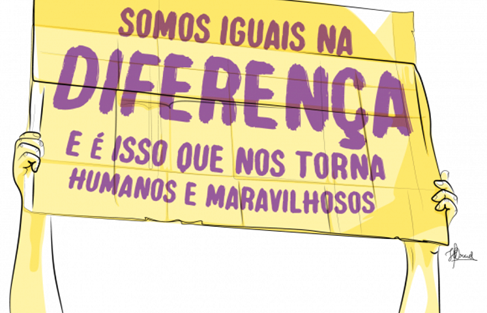 SOMOS IGUAIS NA
DIFERENÇA
E É ISSO QUE NOS TORNA
HUMANOS E MARAVILHOSOS